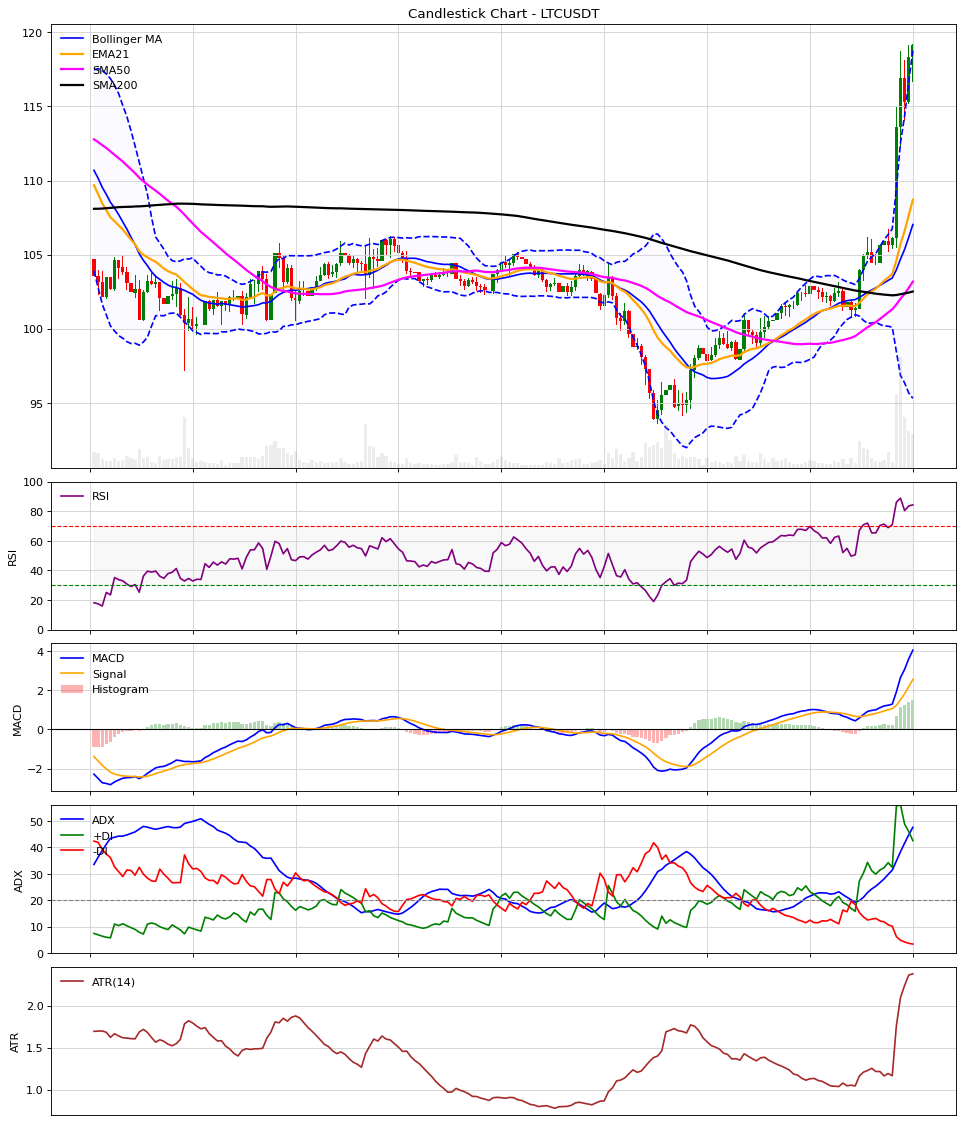 Candlestick Chart - LTCUSDT
120
115
110
105
100
95
Bollinger MA
EMA21
SMA50
SMA200
100
80
60
40
20
0
RSI
RSI
4
2
0
−2
MACD
MACD
Signal
Histogram
50
40
30
20
10
0
ADX
ADX
+DI
-DI
2.0
1.5
1.0
ATR
ATR(14)